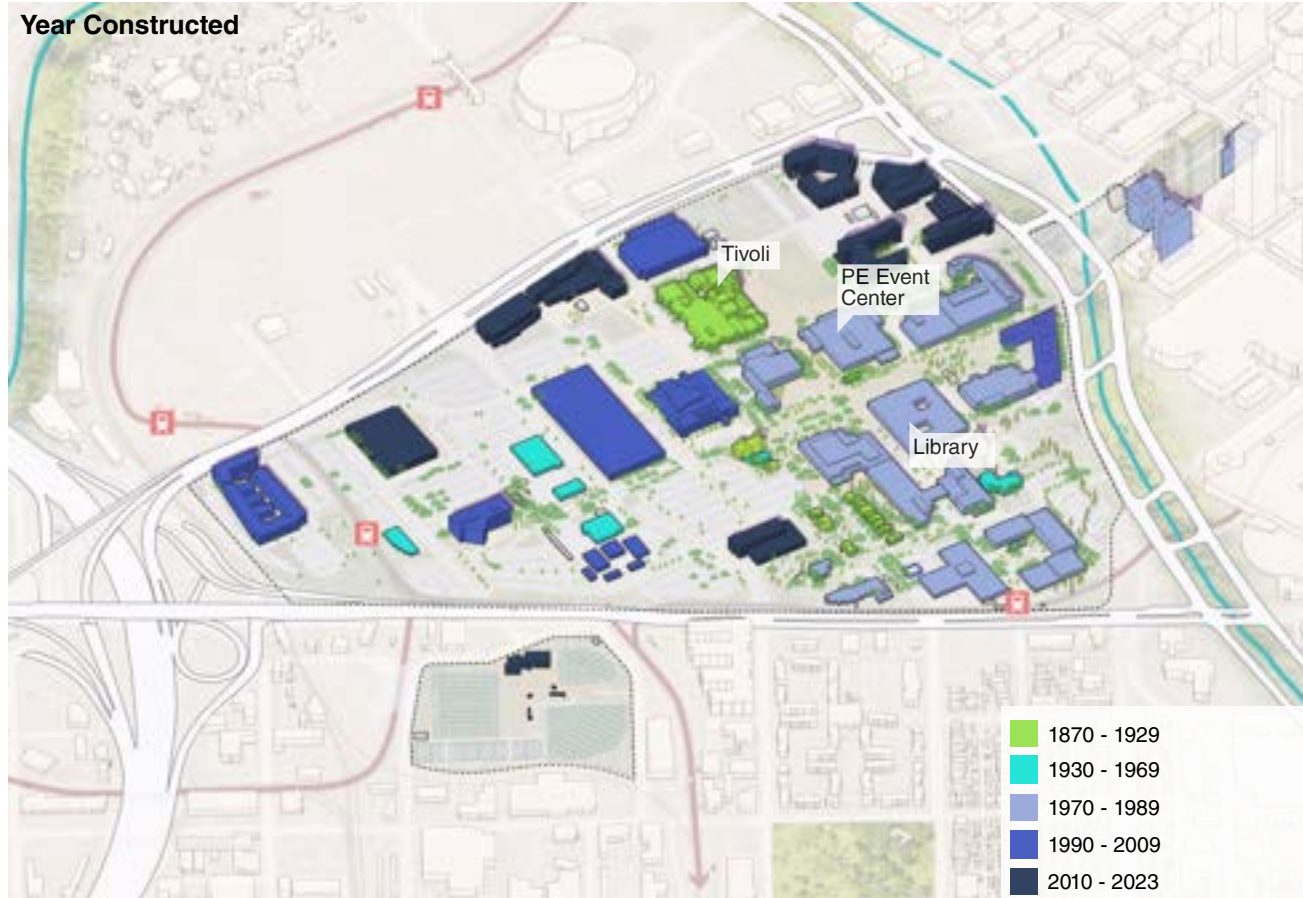 Year Constructed
Tivoli
PE Event
Center
Library
1870 - 1929
1930 - 1969
1970 - 1989
1990 - 2009
2010 - 2023